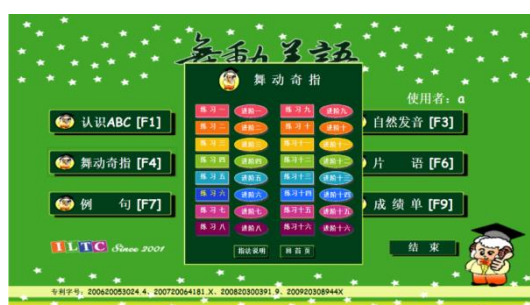 舞動美語
舞动奇指
使用者: a
认识ABC [F1]
自然发音 [F3]
舞动奇指 [F4]
片 语 [F6]
例 句 [F7]
成 绩 单 [F9]
练习一 进阶一 练习九 进阶九
练习二 进阶二 练习十 进阶十
练习三 进阶三 练习十一 进阶十一
练习四 进阶四 练习十二 进阶十二
练习五 进阶五 练习十三 进阶十三
练习六 进阶六 练习十四 进阶十四
练习七 进阶七 练习十五 进阶十五
练习八 进阶八 练习十六 进阶十六
指法说明 回首页
ILTC Since 2001
结 束
专利字号: 200620053024.4、200720064181.X、200820300391.9、200920308944X